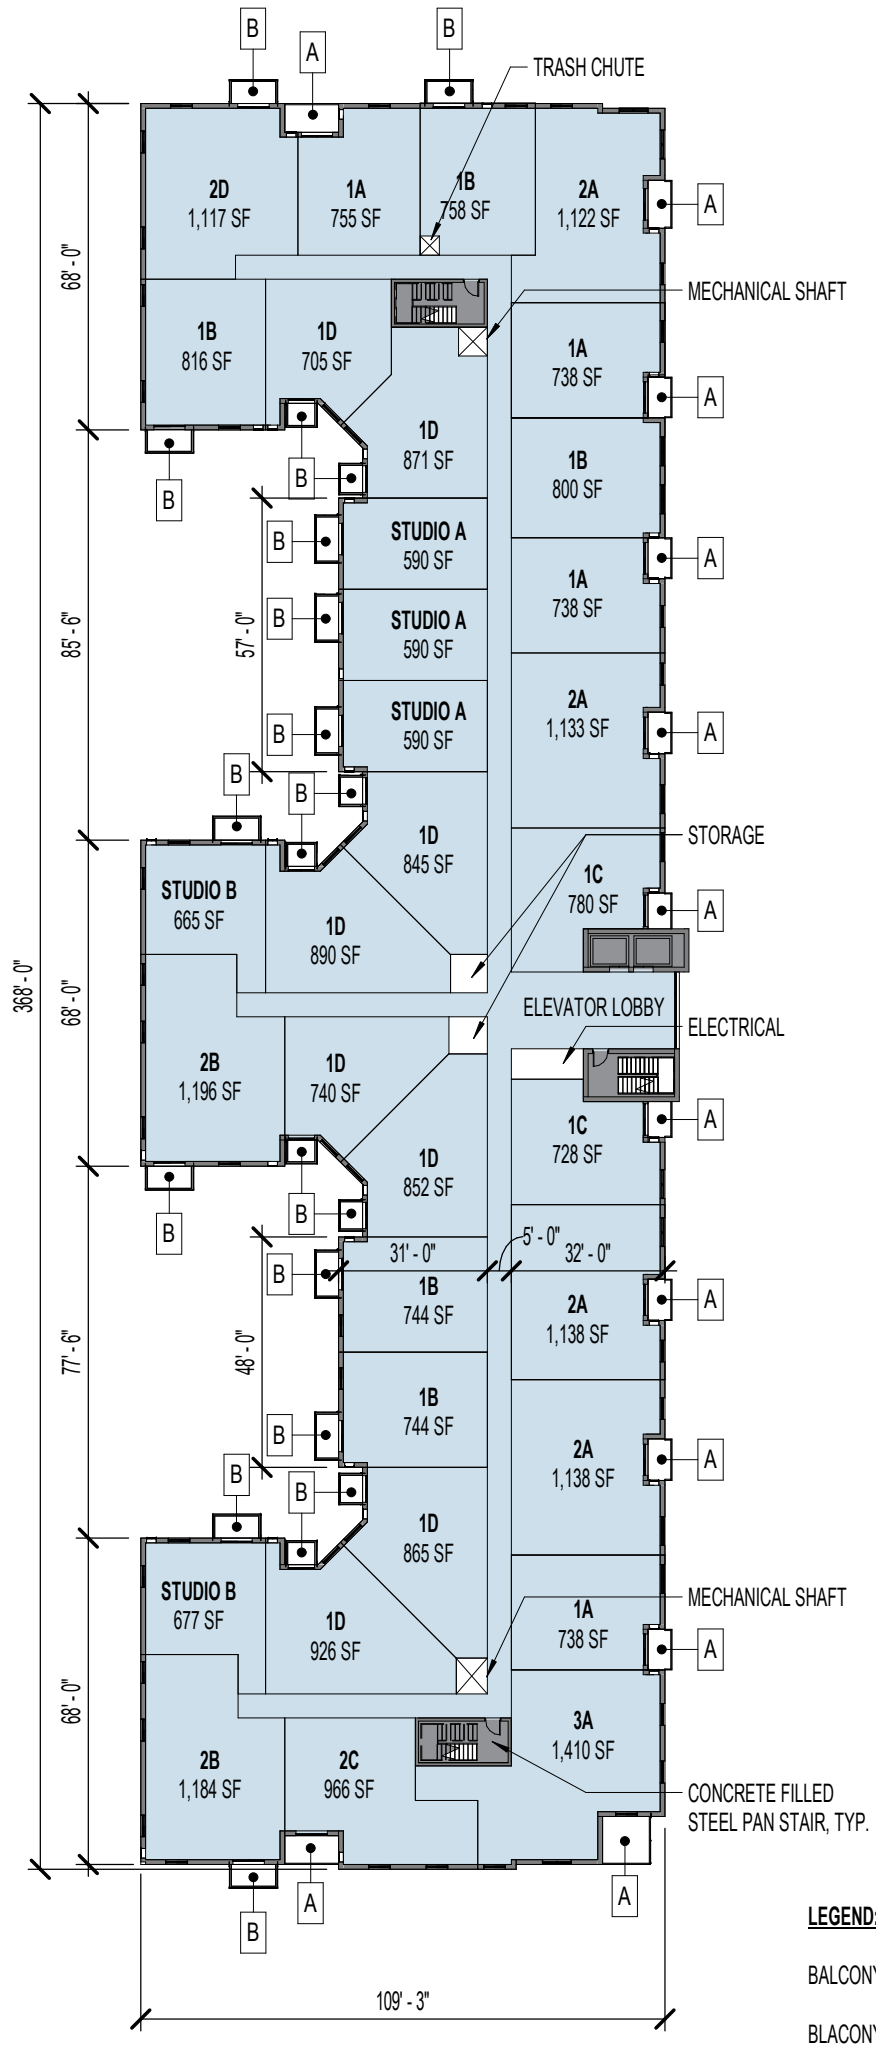 B
A
B
TRASH CHUTE
2D
1,117 SF
1A
755 SF
1B
758 SF
2A
1,122 SF
A
68' - 0"
MECHANICAL SHAFT
1B
816 SF
1D
705 SF
1A
738 SF
A
1D
871 SF
1B
800 SF
B
B
B
STUDIO A
590 SF
A
1A
738 SF
85' - 6"
57' - 0"
B
STUDIO A
590 SF
2A
1,133 SF
A
B
STUDIO A
590 SF
B
B
1D
845 SF
STORAGE
STUDIO B
665 SF
1C
780 SF
A
1D
890 SF
368' - 0"
68' - 0"
ELEVATOR LOBBY
ELECTRICAL
2B
1,196 SF
1D
740 SF
1C
728 SF
A
1D
852 SF
B
B
31' - 0"
5' - 0"
32' - 0"
B
1B
744 SF
2A
1,138 SF
A
77' - 6"
48' - 0"
1B
744 SF
B
2A
1,138 SF
A
B
B
1D
865 SF
STUDIO B
677 SF
MECHANICAL SHAFT
1D
926 SF
1A
738 SF
A
68' - 0"
3A
1,410 SF
2B
1,184 SF
2C
966 SF
CONCRETE FILLED
STEEL PAN STAIR, TYP.
B
A
A
LEGEND:
BALCONY
BLACONY
109' - 3"